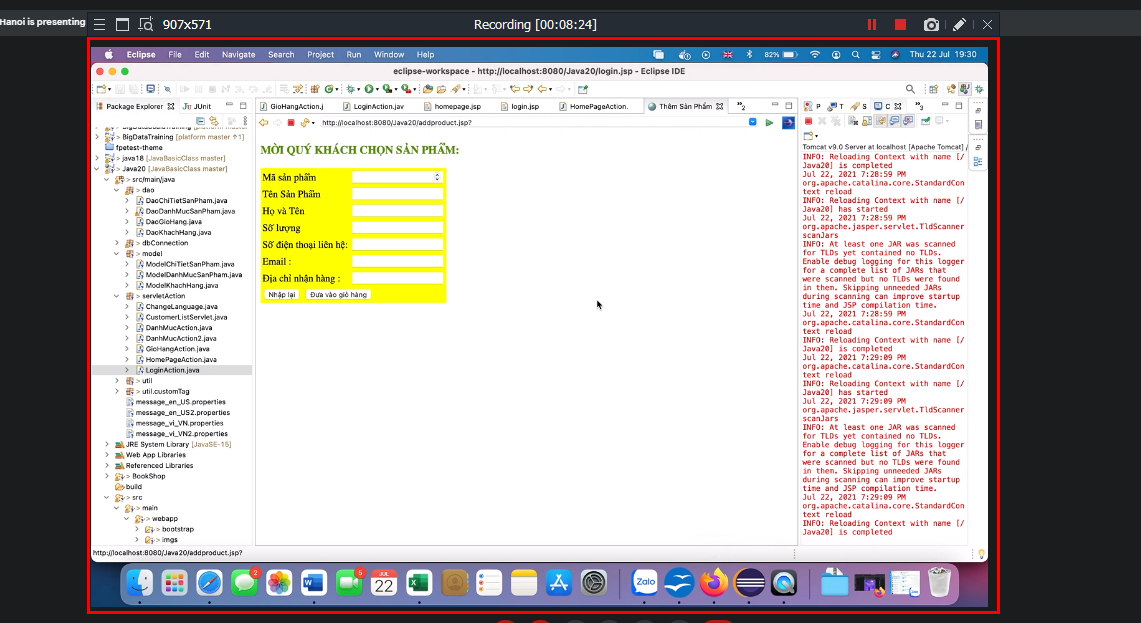 Hanoi is presenting
907x571
Recording [00:08:24]
Eclipse File Edit Navigate Search Project Run Window Help
82%
Thu 22 Jul 19:30
eclipse-workspace - http://localhost:8080/Java20/login.jsp - Eclipse IDE
Package Explorer
JUnit
GioHangAction.j
LoginAction.jav
homepage.jsp
login.jsp
HomePageAction.
Thêm Sản Phẩm
»2
P
T
S
C
»3
http://localhost:8080/Java20/addproduct.jsp?
> BigDataTraining [platform master ↑1]
fpetest-theme
> java18 [JavaBasicClass master]
> Java20 [JavaBasicClass master]
> src/main/java
> dao
> DaoChiTietSanPham.java
> DaoDanhMucSanPham.java
> DaoGioHang.java
> DaoKhachHang.java
> dbConnection
> model
> ModelChiTietSanPham.java
> ModelDanhMucSanPham.java
> ModelKhachHang.java
> servletAction
> ChangeLanguage.java
> CustomerListServlet.java
> DanhMucAction.java
> DanhMucAction2.java
> GioHangAction.java
> HomePageAction.java
> LoginAction.java
> util
> util.customTag
message_en_US.properties
message_en_US2.properties
message_vi_VN.properties
message_vi_VN2.properties
JRE System Library [JavaSE-15]
Web App Libraries
Referenced Libraries
> BookShop
build
> src
> main
> webapp
> bootstrap
> imgs
http://localhost:8080/Java20/addproduct.jsp?
MỜI QUÝ KHÁCH CHỌN SẢN PHẨM:
Mã sản phẩm
Tên Sản Phẩm
Họ và Tên
Số lượng
Số điện thoại liên hệ:
Email :
Địa chỉ nhận hàng :
Nhập lại
Đưa vào giỏ hàng
Tomcat v9.0 Server at localhost [Apache Tomcat] /
INFO: Reloading Context with name [/
Java20] is completed
Jul 22, 2021 7:28:59 PM
org.apache.catalina.core.StandardCon
text reload
INFO: Reloading Context with name [/
Java20] has started
Jul 22, 2021 7:28:59 PM
org.apache.jasper.servlet.TldScanner
scanJars
INFO: At least one JAR was scanned
for TLDs yet contained no TLDs.
Enable debug logging for this logger
for a complete list of JARs that
were scanned but no TLDs were found
in them. Skipping unneeded JARs
during scanning can improve startup
time and JSP compilation time.
Jul 22, 2021 7:28:59 PM
org.apache.catalina.core.StandardCon
text reload
INFO: Reloading Context with name [/
Java20] is completed
Jul 22, 2021 7:29:09 PM
org.apache.catalina.core.StandardCon
text reload
INFO: Reloading Context with name [/
Java20] has started
Jul 22, 2021 7:29:09 PM
org.apache.jasper.servlet.TldScanner
scanJars
INFO: At least one JAR was scanned
for TLDs yet contained no TLDs.
Enable debug logging for this logger
for a complete list of JARs that
were scanned but no TLDs were found
in them. Skipping unneeded JARs
during scanning can improve startup
time and JSP compilation time.
Jul 22, 2021 7:29:09 PM
org.apache.catalina.core.StandardCon
text reload
INFO: Reloading Context with name [/
Java20] is completed
2
5
JUL
22
Zalo